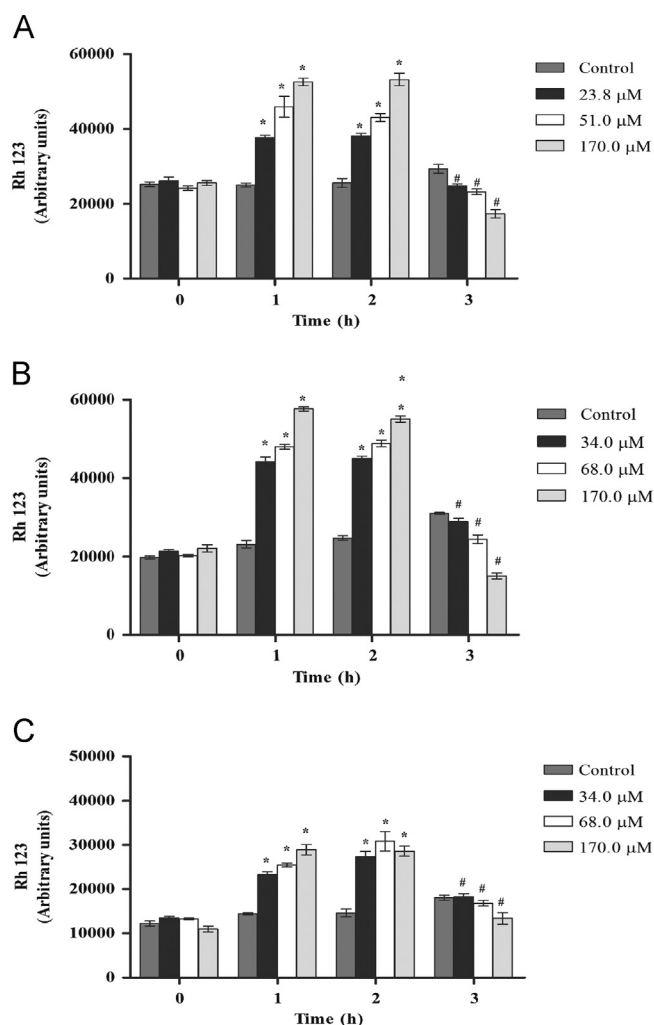 A
60000
40000
20000
0
Rh 123
(Arbitrary units)
* * *
* * *
# # #
0 1 2 3
Time (h)
Control
23.8 µM
51.0 µM
170.0 µM
B
60000
40000
20000
0
Rh 123
(Arbitrary units)
*
* * *
* * *
# # #
0 1 2 3
Time (h)
Control
34.0 µM
68.0 µM
170.0 µM
C
50000
40000
30000
20000
10000
0
Rh 123
(Arbitrary units)
* * *
* * *
# # #
0 1 2 3
Time (h)
Control
34.0 µM
68.0 µM
170.0 µM